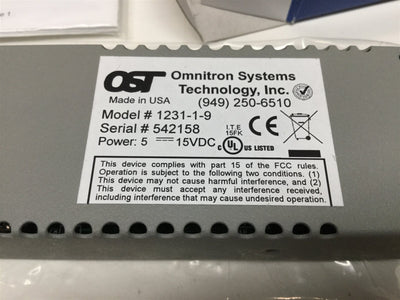 OST Omnitron Systems
Technology, Inc.
Made in USA (949) 250-6510
Model # 1231-1-9
Serial # 542158
Power: 5 ⎓ 15VDC
I.T.E
15FK
CE
c UL US LISTED
This device complies with part 15 of the FCC rules.
Operation is subject to the following two conditions. (1)
This device may not cause harmful interference, and (2)
This device must accept any interference received,
including interference that may cause undesired operation.